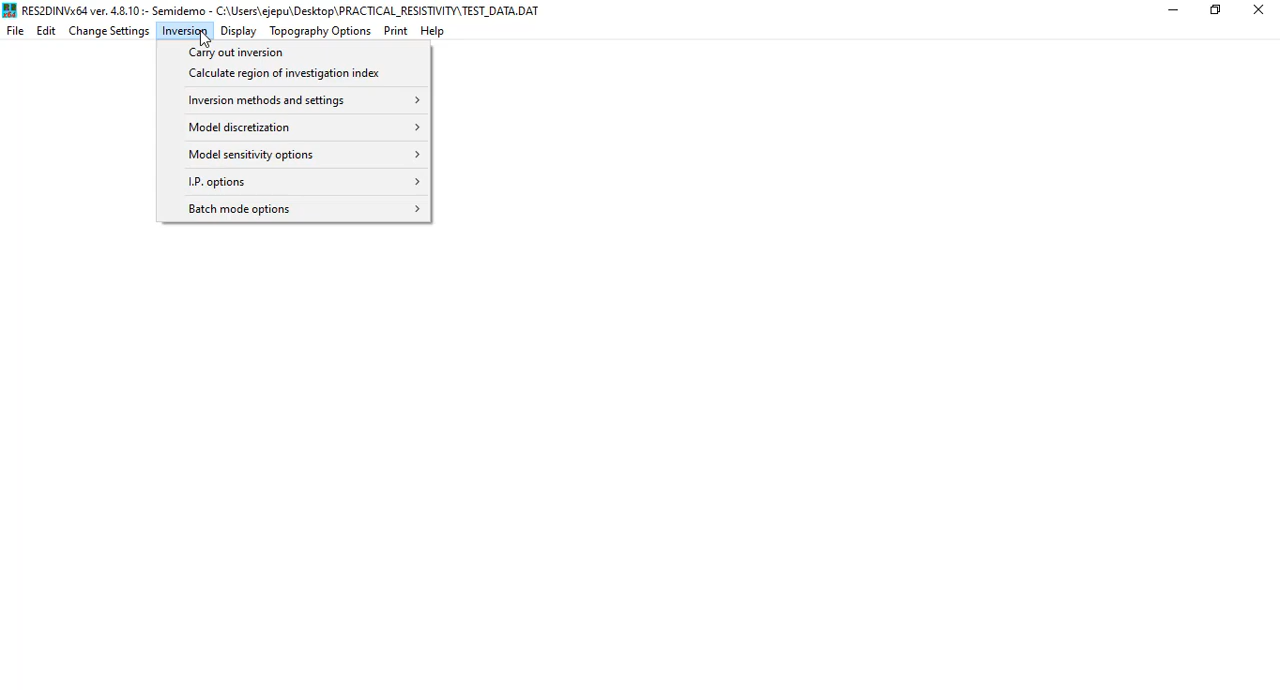 RES2DINVx64 ver. 4.8.10 :- Semidemo - C:\Users\ejepu\Desktop\PRACTICAL_RESISTIVITY\TEST_DATA.DAT
File Edit Change Settings Inversion Display Topography Options Print Help
Carry out inversion
Calculate region of investigation index
Inversion methods and settings
Model discretization
Model sensitivity options
I.P. options
Batch mode options